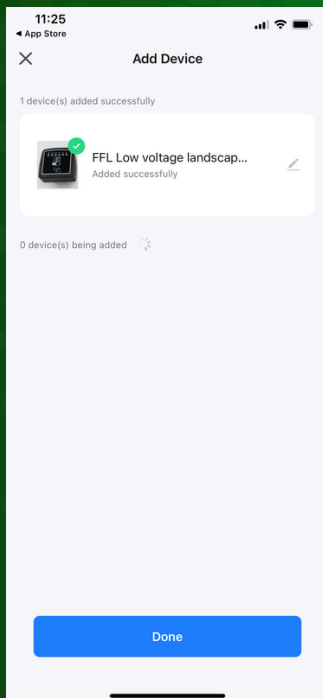 11:25
◀ App Store
Add Device
1 device(s) added successfully
FFL Low voltage landscap...
Added successfully
0 device(s) being added
Done